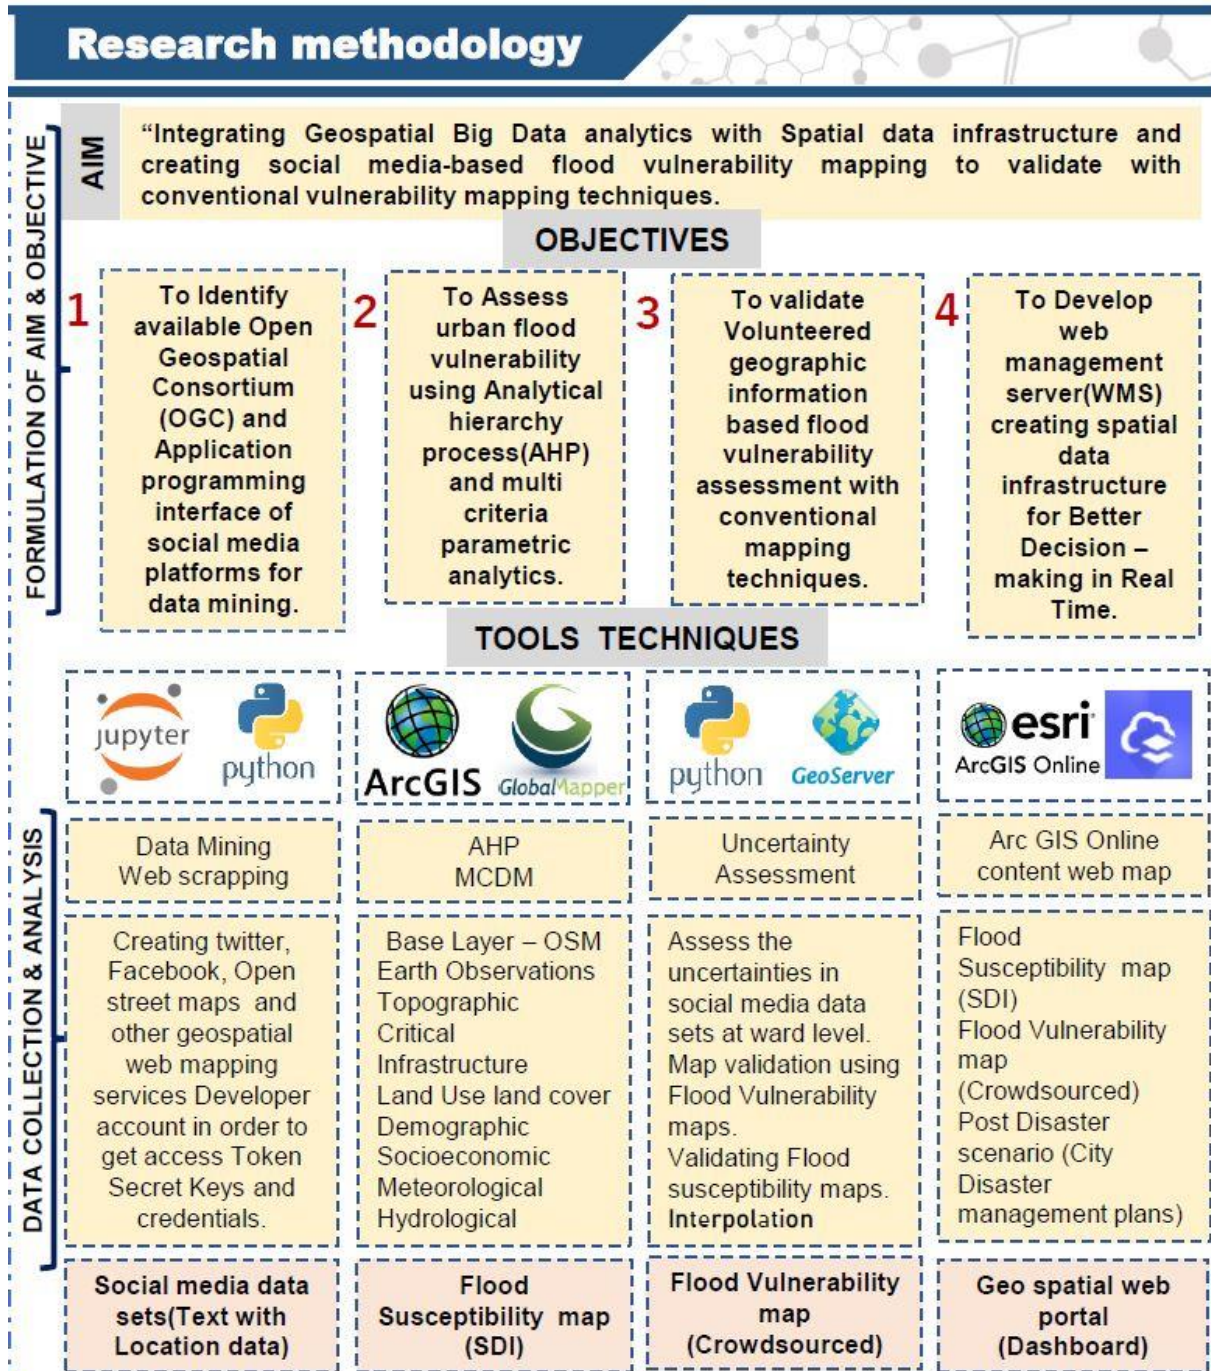 Research methodology
FORMULATION OF AIM & OBJECTIVE
AIM
“Integrating Geospatial Big Data analytics with Spatial data infrastructure and
creating social media-based flood vulnerability mapping to validate with
conventional vulnerability mapping techniques.
OBJECTIVES
1
To Identify
available Open
Geospatial
Consortium
(OGC) and
Application
programming
interface of
social media
platforms for
data mining.
2
To Assess
urban flood
vulnerability
using Analytical
hierarchy
process(AHP)
and multi
criteria
parametric
analytics.
3
To validate
Volunteered
geographic
information
based flood
vulnerability
assessment with
conventional
mapping
techniques.
4
To Develop
web
management
server(WMS)
creating spatial
data
infrastructure
for Better
Decision –
making in Real
Time.
TOOLS TECHNIQUES
jupyter
python
ArcGIS
GlobalMapper
python
GeoServer
esri
ArcGIS Online
DATA COLLECTION & ANALYSIS
Data Mining
Web scrapping
AHP
MCDM
Uncertainty
Assessment
Arc GIS Online
content web map
Creating twitter,
Facebook, Open
street maps and
other geospatial
web mapping
services Developer
account in order to
get access Token
Secret Keys and
credentials.
Base Layer – OSM
Earth Observations
Topographic
Critical
Infrastructure
Land Use land cover
Demographic
Socioeconomic
Meteorological
Hydrological
Assess the
uncertainties in
social media data
sets at ward level.
Map validation using
Flood Vulnerability
maps.
Validating Flood
susceptibility maps.
Interpolation
Flood
Susceptibility map
(SDI)
Flood Vulnerability
map
(Crowdsourced)
Post Disaster
scenario (City
Disaster
management plans)
Social media data
sets(Text with
Location data)
Flood
Susceptibility map
(SDI)
Flood Vulnerability
map
(Crowdsourced)
Geo spatial web
portal
(Dashboard)